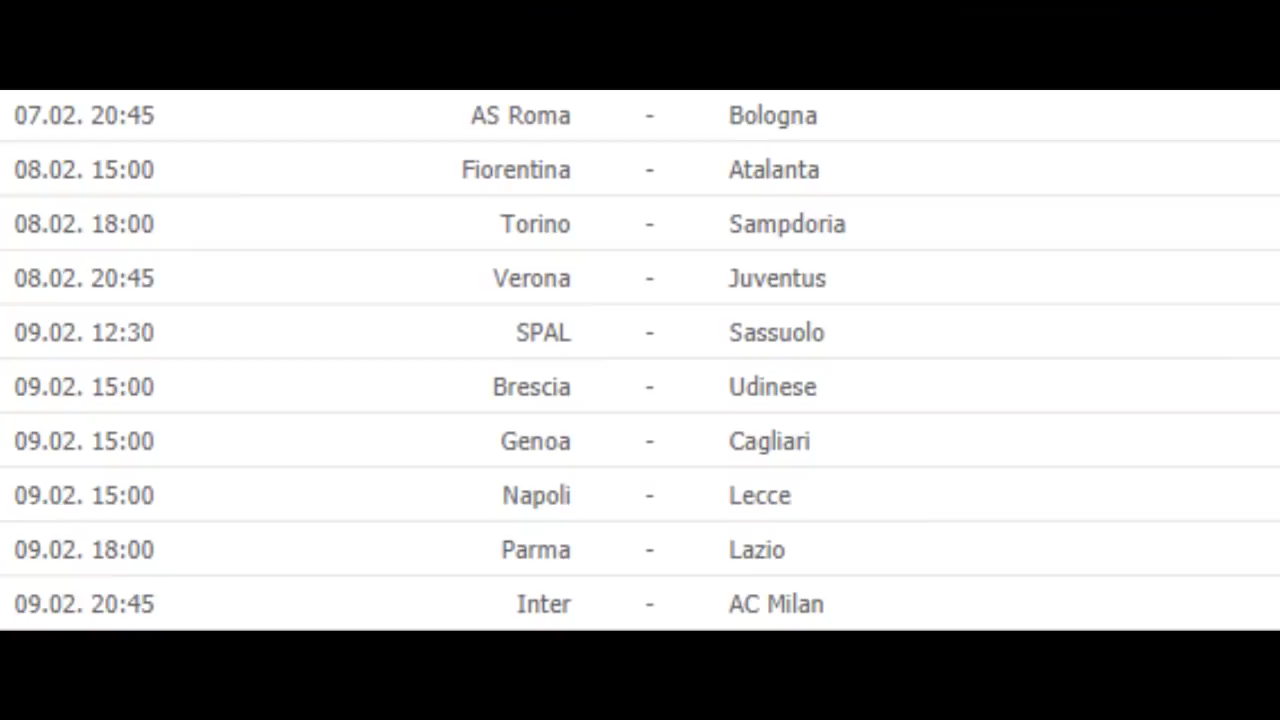 07.02. 20:45 AS Roma - Bologna
08.02. 15:00 Fiorentina - Atalanta
08.02. 18:00 Torino - Sampdoria
08.02. 20:45 Verona - Juventus
09.02. 12:30 SPAL - Sassuolo
09.02. 15:00 Brescia - Udinese
09.02. 15:00 Genoa - Cagliari
09.02. 15:00 Napoli - Lecce
09.02. 18:00 Parma - Lazio
09.02. 20:45 Inter - AC Milan